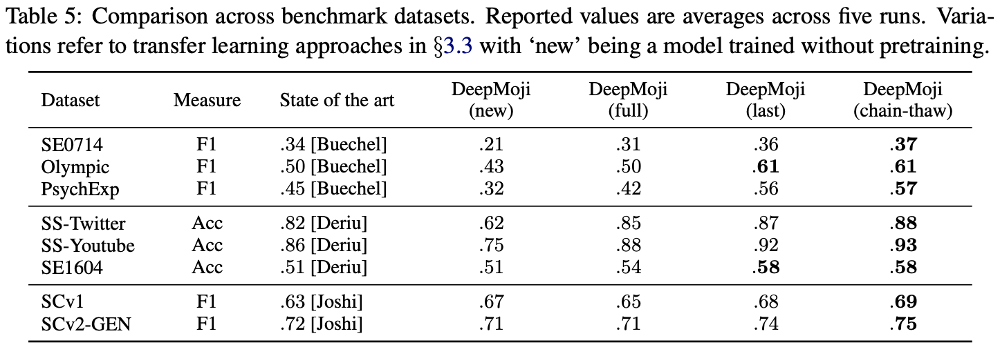 Table 5: Comparison across benchmark datasets. Reported values are averages across five runs. Varia-
tions refer to transfer learning approaches in §3.3 with ‘new’ being a model trained without pretraining.
Dataset Measure State of the art DeepMoji (new) DeepMoji (full) DeepMoji (last) DeepMoji (chain-thaw)
SE0714 F1 .34 [Buechel] .21 .31 .36 .37
Olympic F1 .50 [Buechel] .43 .50 .61 .61
PsychExp F1 .45 [Buechel] .32 .42 .56 .57
SS-Twitter Acc .82 [Deriu] .62 .85 .87 .88
SS-Youtube Acc .86 [Deriu] .75 .88 .92 .93
SE1604 Acc .51 [Deriu] .51 .54 .58 .58
SCv1 F1 .63 [Joshi] .67 .65 .68 .69
SCv2-GEN F1 .72 [Joshi] .71 .71 .74 .75